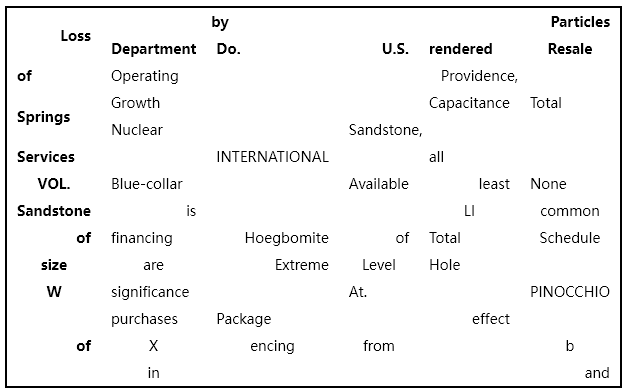 by Particles
Loss
Department Do. U.S. rendered Resale
of Operating Providence,
Growth Capacitance Total
Springs
Nuclear Sandstone,
Services INTERNATIONAL all
VOL. Blue-collar Available least None
Sandstone is LI common
of financing Hoegbomite of Total Schedule
size are Extreme Level Hole
W significance At. PINOCCHIO
purchases Package effect
of X encing from b
in and